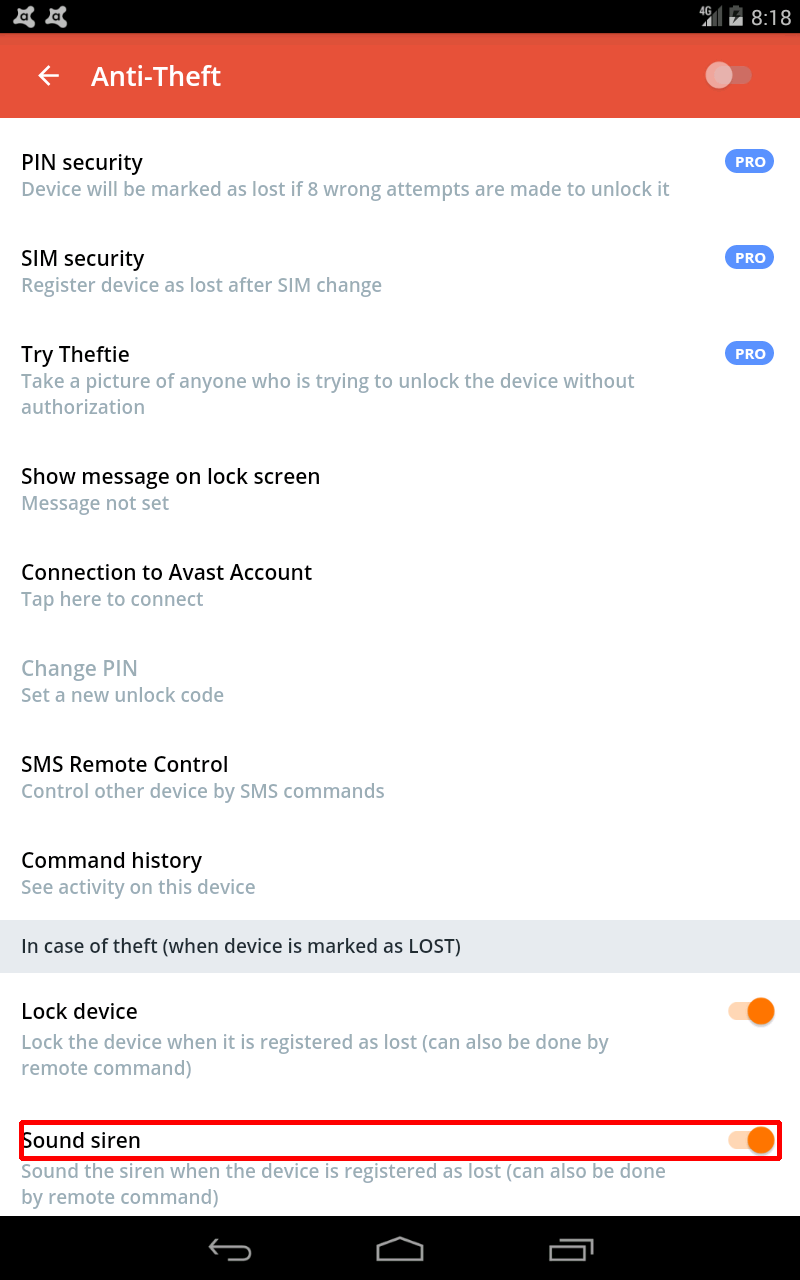 4G 8:18
Anti-Theft
PIN security PRO
Device will be marked as lost if 8 wrong attempts are made to unlock it
SIM security PRO
Register device as lost after SIM change
Try Theftie PRO
Take a picture of anyone who is trying to unlock the device without
authorization
Show message on lock screen
Message not set
Connection to Avast Account
Tap here to connect
Change PIN
Set a new unlock code
SMS Remote Control
Control other device by SMS commands
Command history
See activity on this device
In case of theft (when device is marked as LOST)
Lock device
Lock the device when it is registered as lost (can also be done by
remote command)
Sound siren
Sound the siren when the device is registered as lost (can also be done
by remote command)